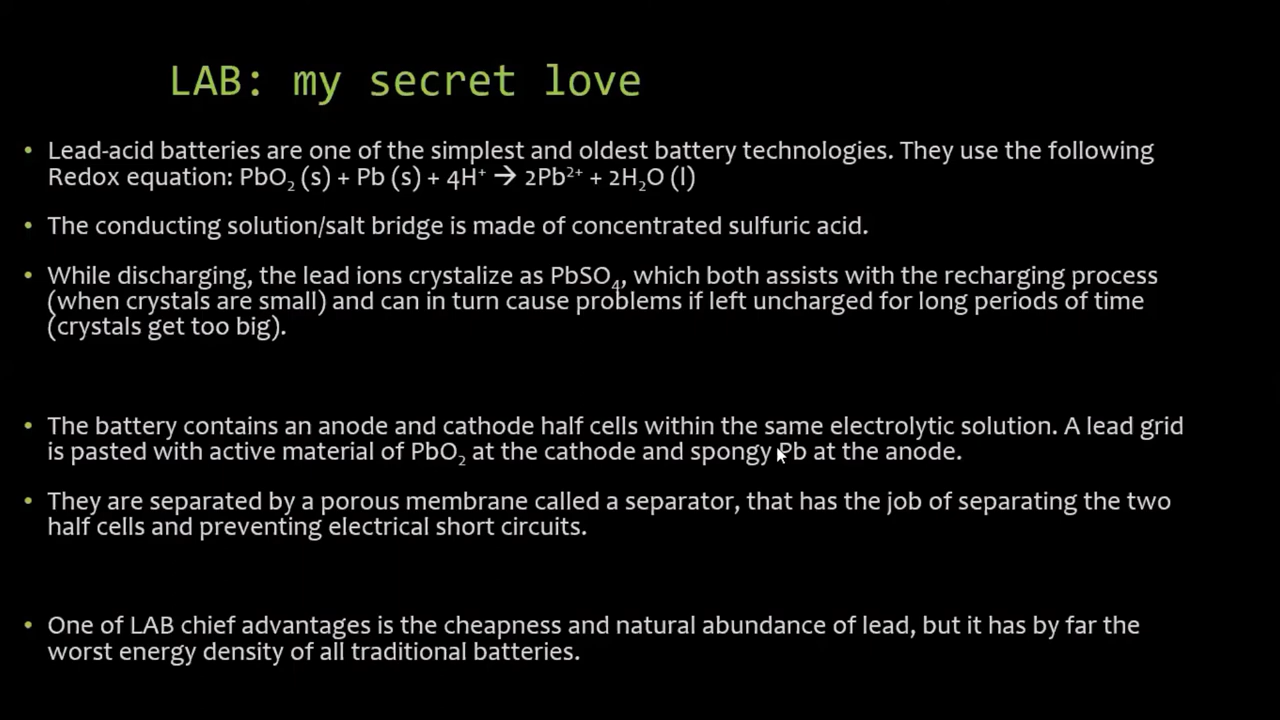 LAB: my secret love
• Lead-acid batteries are one of the simplest and oldest battery technologies. They use the following
Redox equation: PbO₂ (s) + Pb (s) + 4H⁺ → 2Pb²⁺ + 2H₂O (l)
• The conducting solution/salt bridge is made of concentrated sulfuric acid.
• While discharging, the lead ions crystalize as PbSO₄, which both assists with the recharging process
(when crystals are small) and can in turn cause problems if left uncharged for long periods of time
(crystals get too big).
• The battery contains an anode and cathode half cells within the same electrolytic solution. A lead grid
is pasted with active material of PbO₂ at the cathode and spongy Pb at the anode.
• They are separated by a porous membrane called a separator, that has the job of separating the two
half cells and preventing electrical short circuits.
• One of LAB chief advantages is the cheapness and natural abundance of lead, but it has by far the
worst energy density of all traditional batteries.